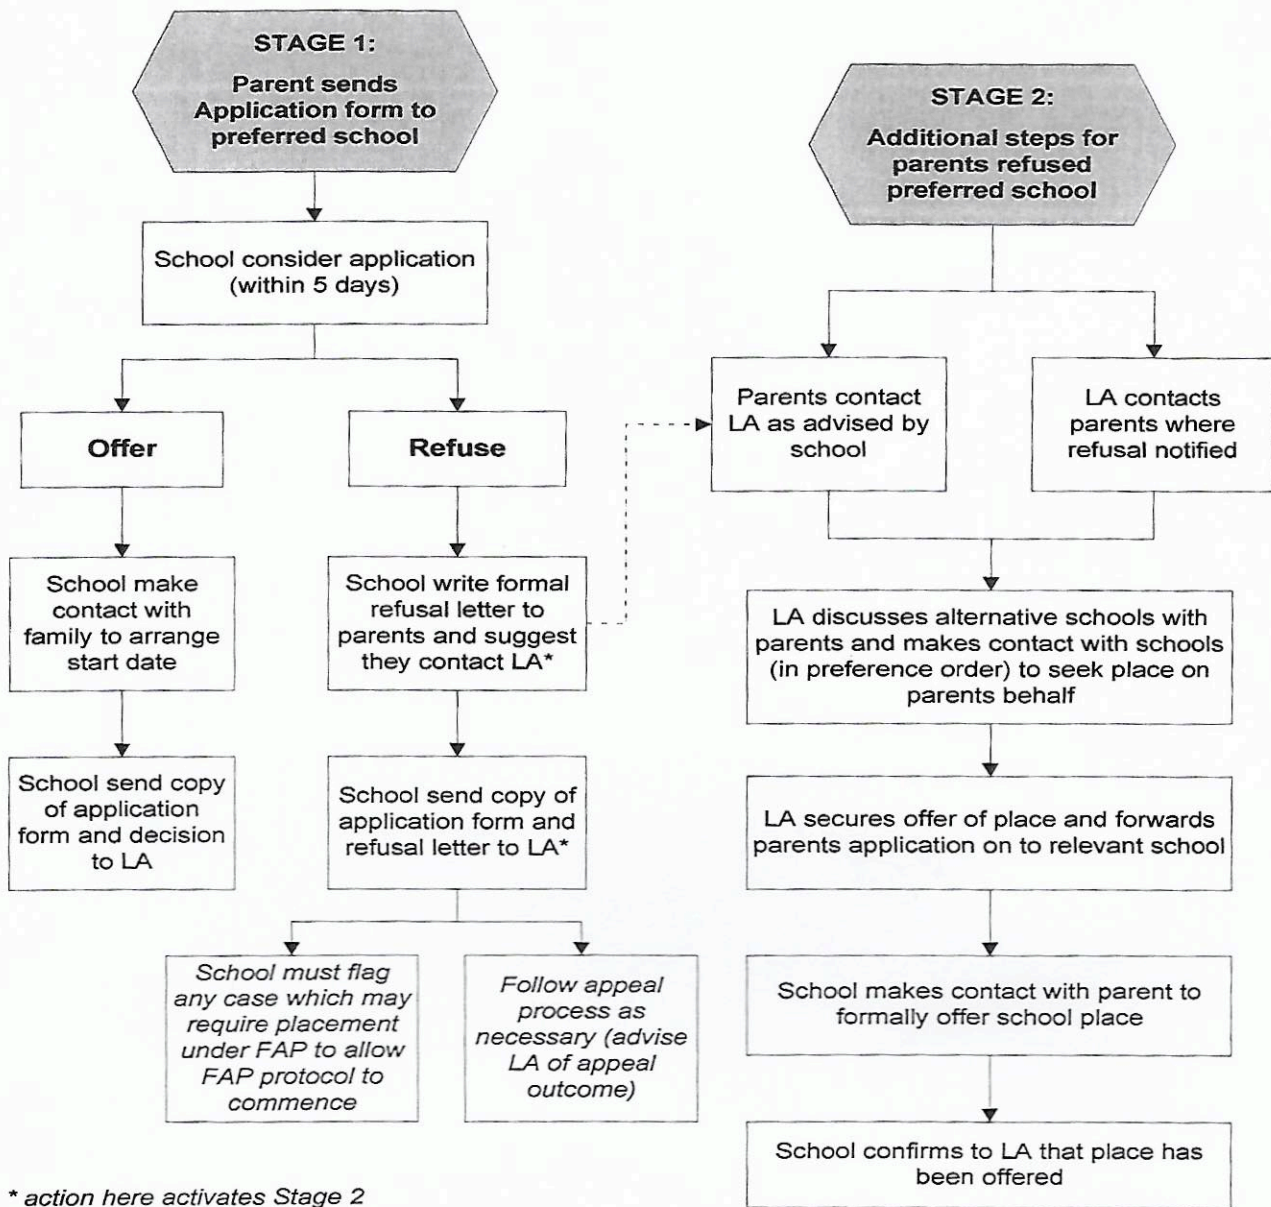 STAGE 1:
Parent sends
Application form to
preferred school
School consider application
(within 5 days)
Offer
Refuse
School make
contact with
family to arrange
start date
School write formal
refusal letter to
parents and suggest
they contact LA*
School send copy
of application
form and decision
to LA
School send copy of
application form and
refusal letter to LA*
School must flag
any case which may
require placement
under FAP to allow
FAP protocol to
commence
Follow appeal
process as
necessary (advise
LA of appeal
outcome)
* action here activates Stage 2
STAGE 2:
Additional steps for
parents refused
preferred school
Parents contact
LA as advised by
school
LA contacts
parents where
refusal notified
LA discusses alternative schools with
parents and makes contact with schools
(in preference order) to seek place on
parents behalf
LA secures offer of place and forwards
parents application on to relevant school
School makes contact with parent to
formally offer school place
School confirms to LA that place has
been offered